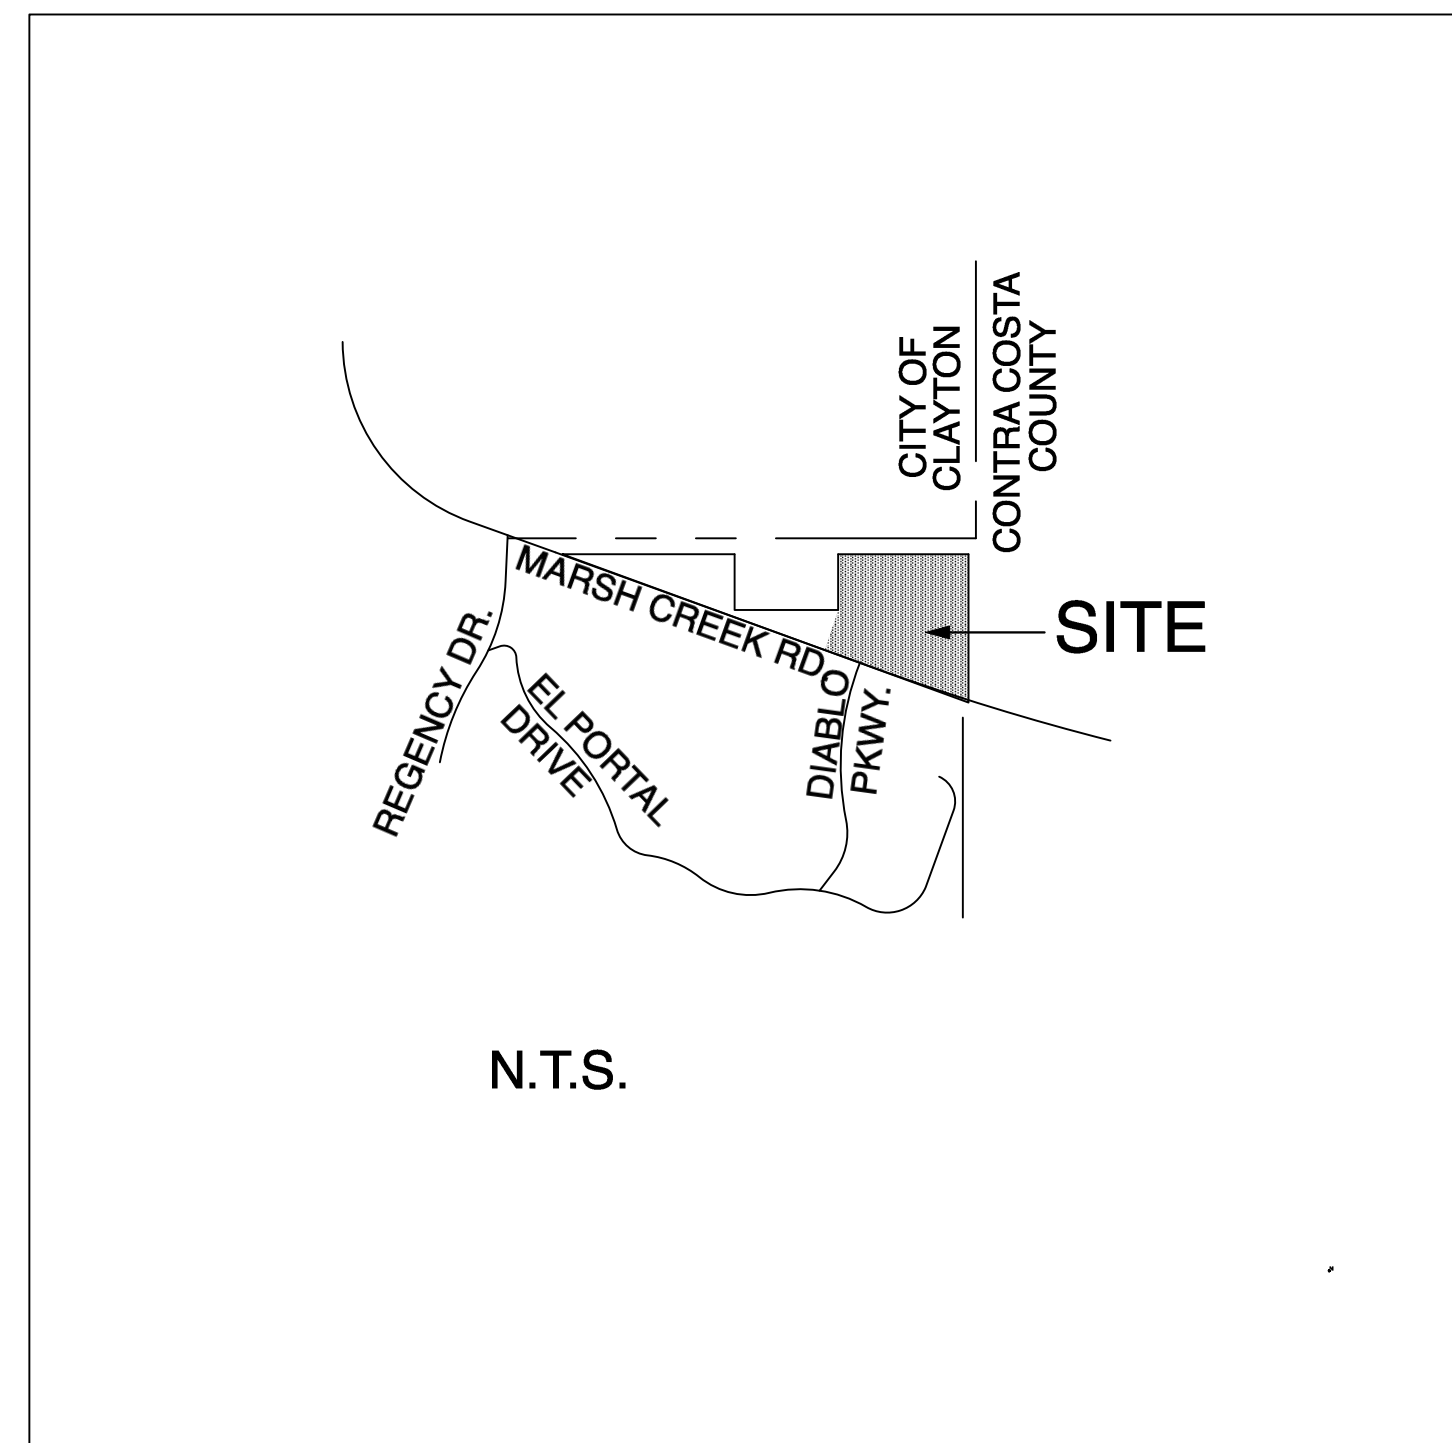 CITY OF
CLAYTON
CONTRA COSTA
COUNTY
MARSH CREEK RD.
SITE
REGENCY DR.
EL PORTAL
DRIVE
DIABLO
PKWY.
N.T.S.